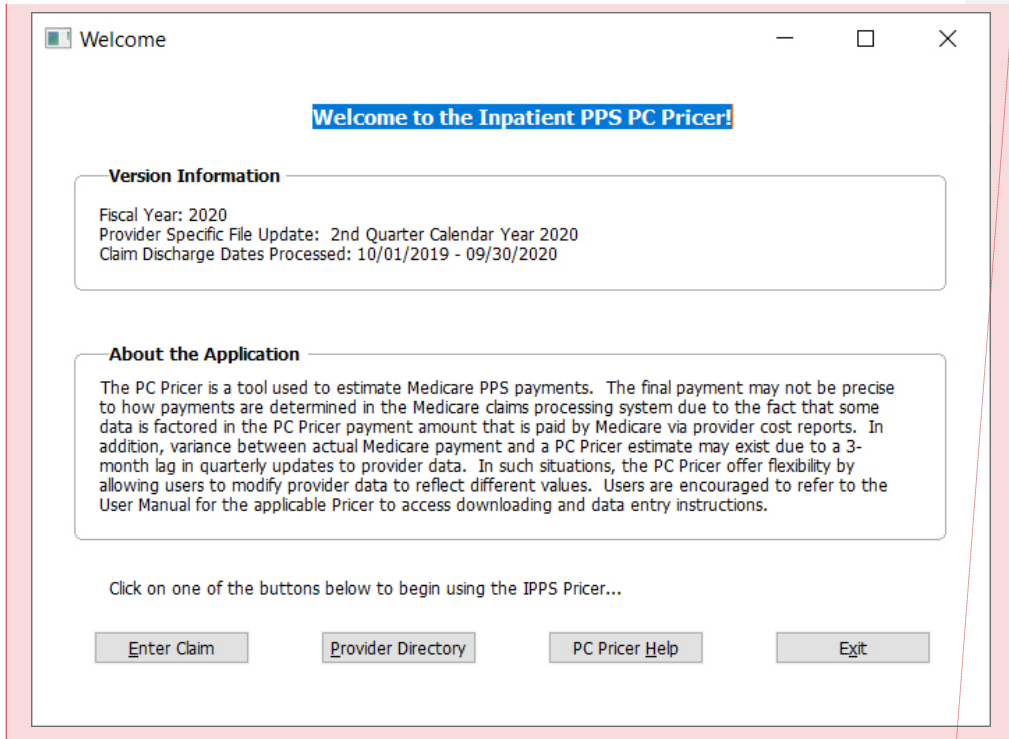 Welcome
Welcome to the Inpatient PPS PC Pricer!
Version Information
Fiscal Year: 2020
Provider Specific File Update:  2nd Quarter Calendar Year 2020
Claim Discharge Dates Processed: 10/01/2019 - 09/30/2020
About the Application
The PC Pricer is a tool used to estimate Medicare PPS payments.  The final payment may not be precise
to how payments are determined in the Medicare claims processing system due to the fact that some
data is factored in the PC Pricer payment amount that is paid by Medicare via provider cost reports.  In
addition, variance between actual Medicare payment and a PC Pricer estimate may exist due to a 3-
month lag in quarterly updates to provider data.  In such situations, the PC Pricer offer flexibility by
allowing users to modify provider data to reflect different values.  Users are encouraged to refer to the
User Manual for the applicable Pricer to access downloading and data entry instructions.
Click on one of the buttons below to begin using the IPPS Pricer...
Enter Claim Provider Directory PC Pricer Help Exit